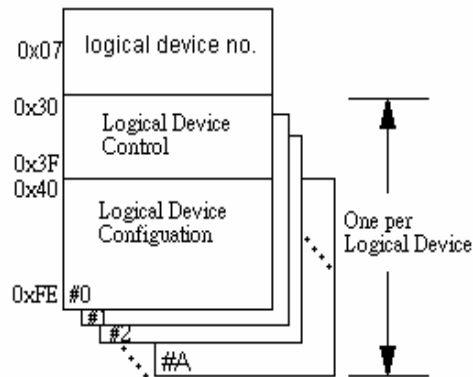 0x07
logical device no.
0x30
Logical Device
Control
0x3F
0x40
Logical Device
Configuation
0xFE
#0
#2
#A
One per
Logical Device